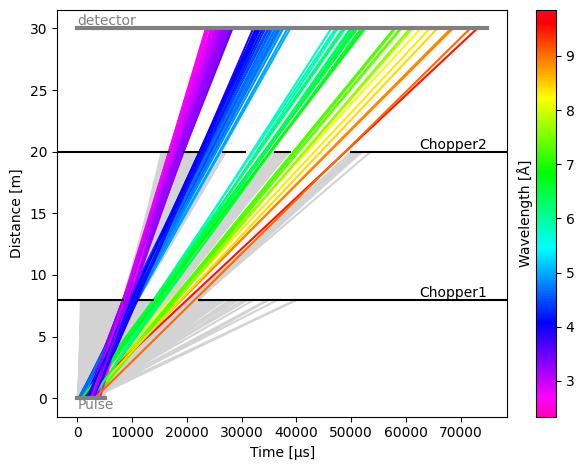 detector
30
25
20
15
10
5
0
Distance [m]
Chopper2
Chopper1
Pulse
0 10000 20000 30000 40000 50000 60000 70000
Time [µs]
Wavelength [Å]
9
8
7
6
5
4
3